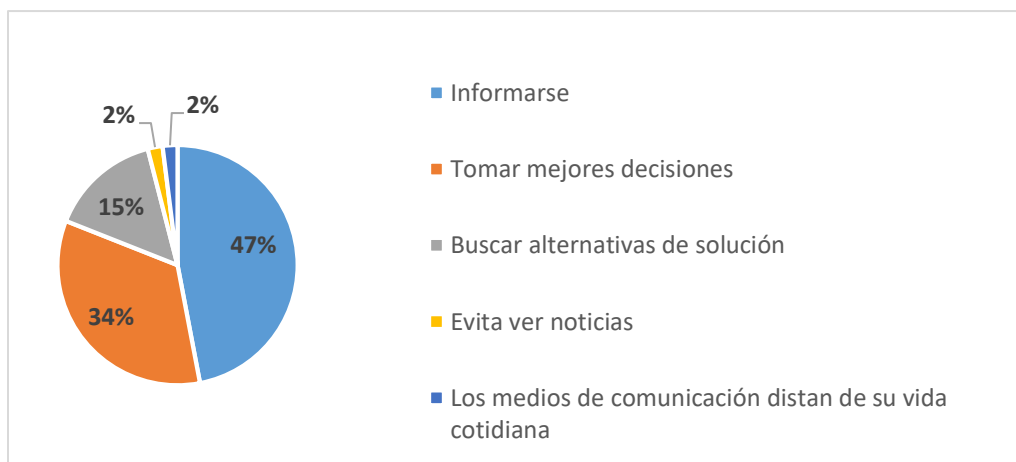 2%
2%
15%
47%
34%
Informarse
Tomar mejores decisiones
Buscar alternativas de solución
Evita ver noticias
Los medios de comunicación distan de su vida
cotidiana